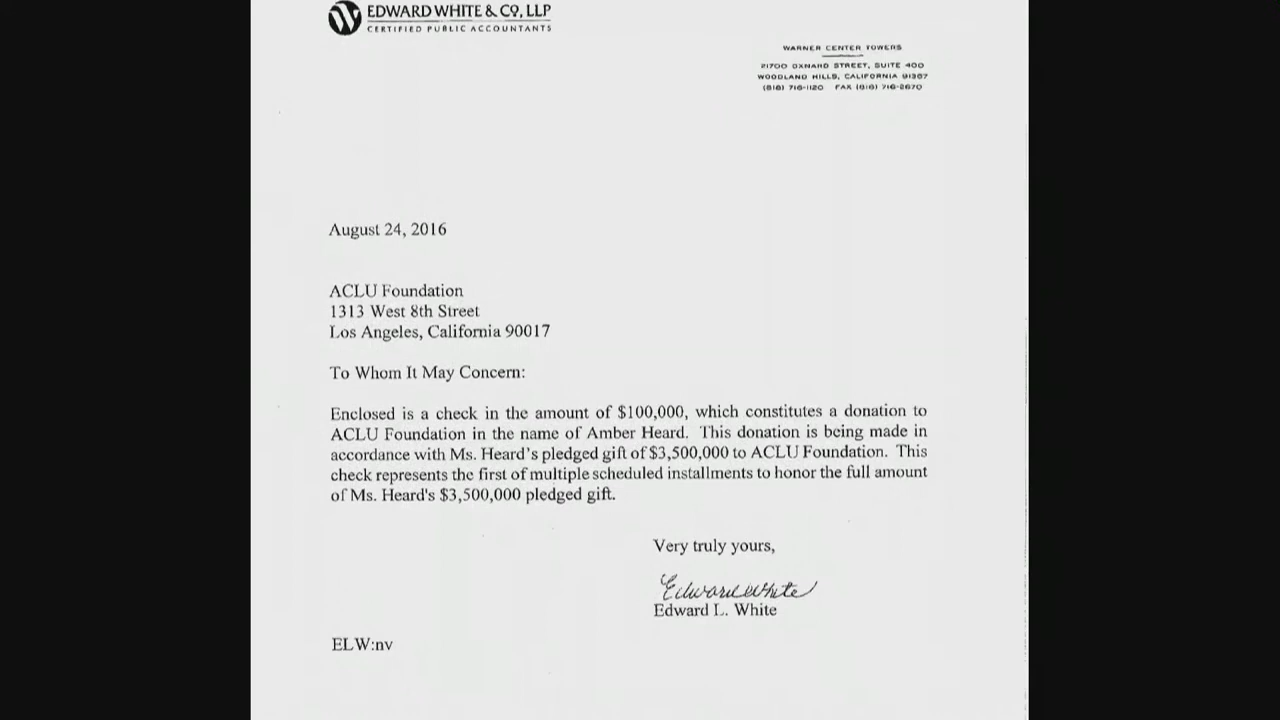 EDWARD WHITE & CO, LLP
CERTIFIED PUBLIC ACCOUNTANTS
WARNER CENTER TOWERS
21700 OXNARD STREET, SUITE 400
WOODLAND HILLS, CALIFORNIA 91367
(818) 716-1120 FAX (818) 716-2670
August 24, 2016
ACLU Foundation
1313 West 8th Street
Los Angeles, California 90017
To Whom It May Concern:
Enclosed is a check in the amount of $100,000, which constitutes a donation to
ACLU Foundation in the name of Amber Heard. This donation is being made in
accordance with Ms. Heard's pledged gift of $3,500,000 to ACLU Foundation. This
check represents the first of multiple scheduled installments to honor the full amount
of Ms. Heard's $3,500,000 pledged gift.
Very truly yours,
Edward White
Edward L. White
ELW:nv